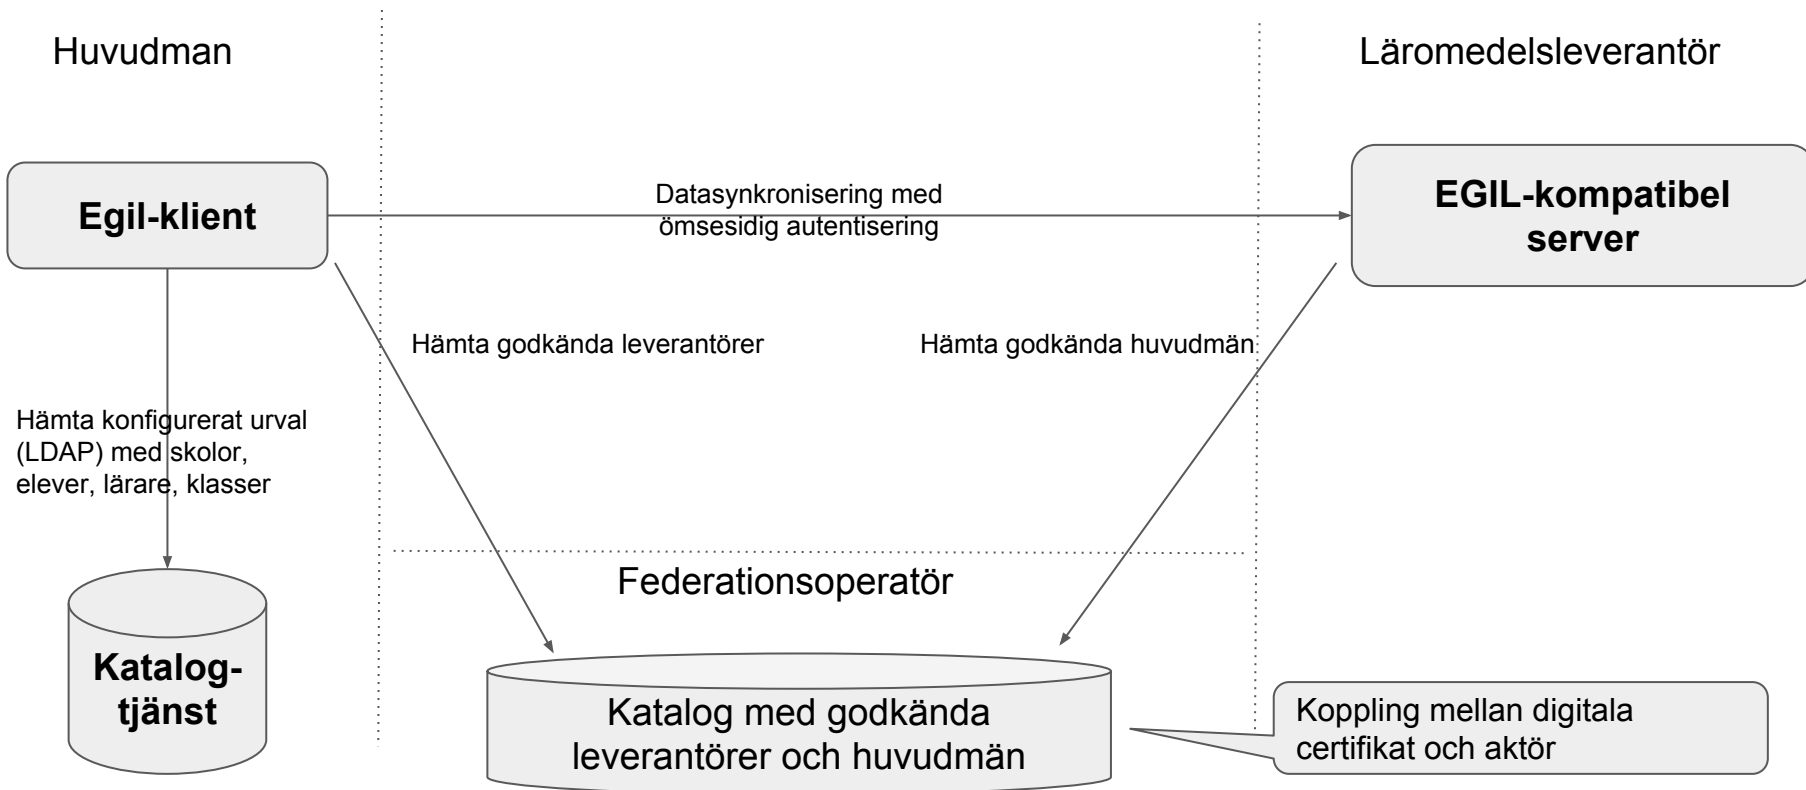 Huvudman
Läromedelsleverantör
Egil-klient
Datasynkronisering med
ömsesidig autentisering
EGIL-kompatibel
server
Hämta godkända leverantörer
Hämta godkända huvudmän
Hämta konfigurerat urval
(LDAP) med skolor,
elever, lärare, klasser
Federationsoperatör
Katalog-
tjänst
Katalog med godkända
leverantörer och huvudmän
Koppling mellan digitala
certifikat och aktör